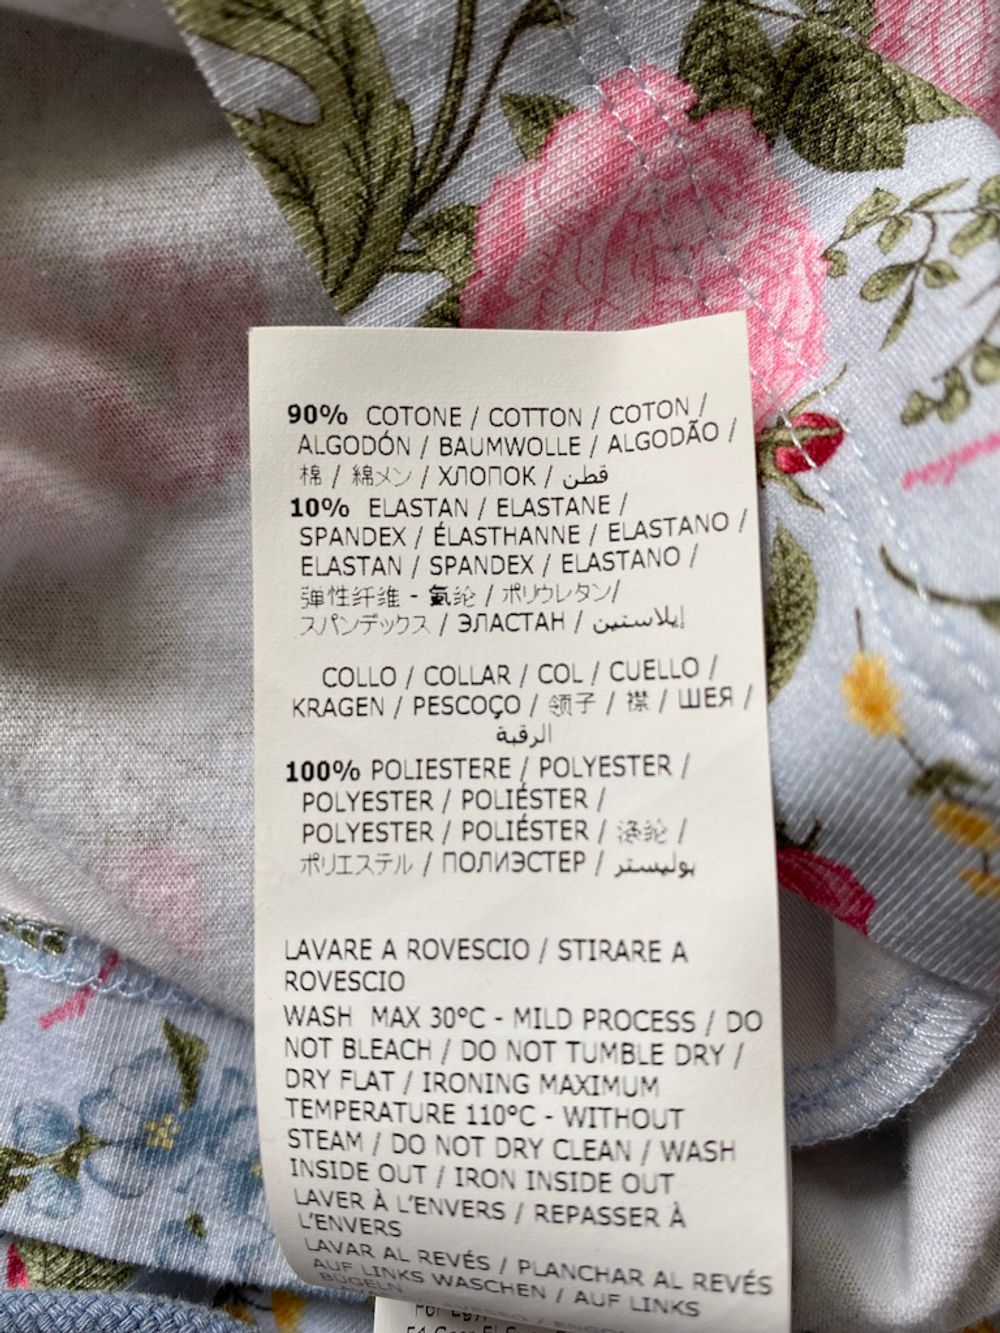 90% COTONE / COTTON / COTON /
ALGODÓN / BAUMWOLLE / ALGODÃO /
棉 / 綿メン / ХЛОПОК / قطن
10% ELASTAN / ELASTANE /
SPANDEX / ÉLASTHANNE / ELASTANO /
ELASTAN / SPANDEX / ELASTANO /
弹性纤维 - 氨纶 / ポリウレタン/
スパンデックス / ЭЛАСТАН / إيلاستين
COLLO / COLLAR / COL / CUELLO /
KRAGEN / PESCOÇO / 领子 / 襟 / ШЕЯ /
الرقبة
100% POLIESTERE / POLYESTER /
POLYESTER / POLIÉSTER /
POLYESTER / POLIÉSTER / 涤纶 /
ポリエステル / ПОЛИЭСТЕР / بوليستر
LAVARE A ROVESCIO / STIRARE A
ROVESCIO
WASH MAX 30°C - MILD PROCESS / DO
NOT BLEACH / DO NOT TUMBLE DRY /
DRY FLAT / IRONING MAXIMUM
TEMPERATURE 110°C - WITHOUT
STEAM / DO NOT DRY CLEAN / WASH
INSIDE OUT / IRON INSIDE OUT
LAVER À L'ENVERS / REPASSER À
L'ENVERS
LAVAR AL REVÉS / PLANCHAR AL REVÉS
AUF LINKS WASCHEN / AUF LINKS
BÜGELN